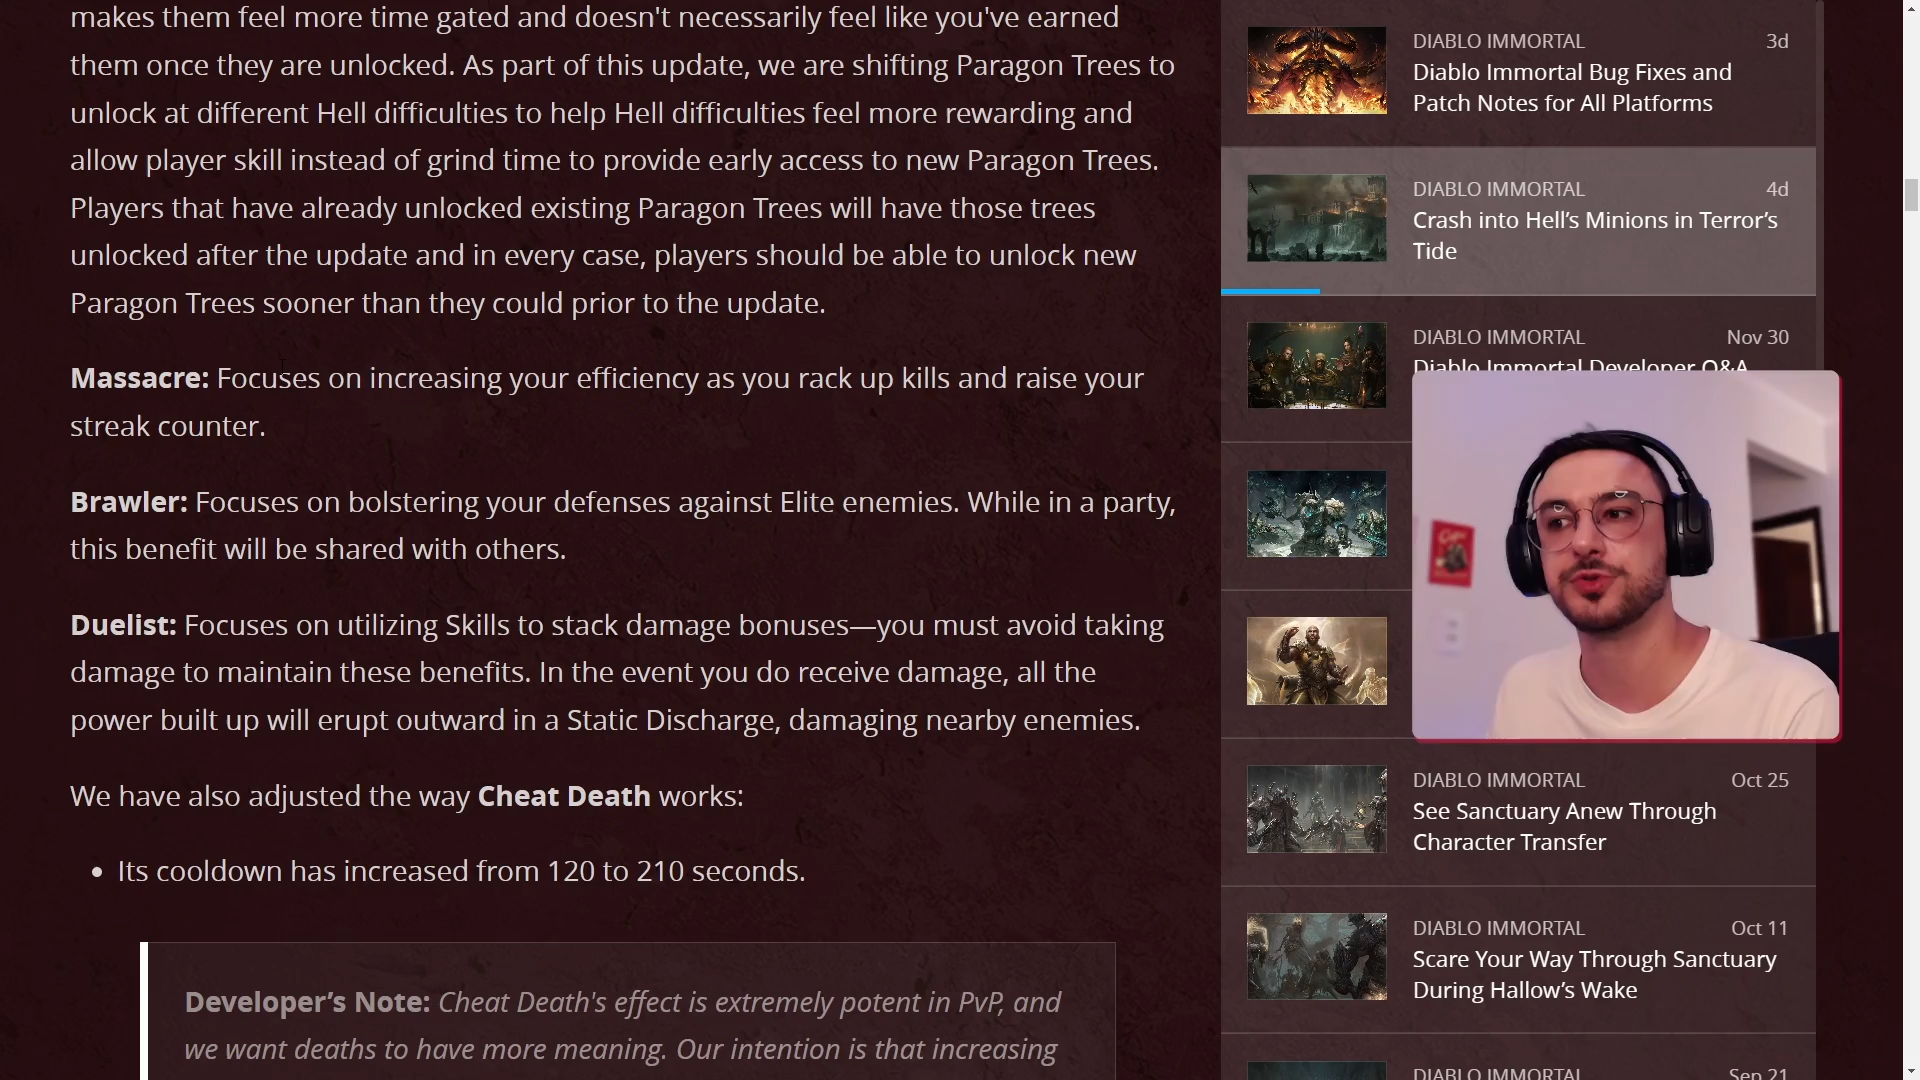 makes them feel more time gated and doesn't necessarily feel like you've earned
them once they are unlocked. As part of this update, we are shifting Paragon Trees to
unlock at different Hell difficulties to help Hell difficulties feel more rewarding and
allow player skill instead of grind time to provide early access to new Paragon Trees.
Players that have already unlocked existing Paragon Trees will have those trees
unlocked after the update and in every case, players should be able to unlock new
Paragon Trees sooner than they could prior to the update.
Massacre: Focuses on increasing your efficiency as you rack up kills and raise your
streak counter.
Brawler: Focuses on bolstering your defenses against Elite enemies. While in a party,
this benefit will be shared with others.
Duelist: Focuses on utilizing Skills to stack damage bonuses—you must avoid taking
damage to maintain these benefits. In the event you do receive damage, all the
power built up will erupt outward in a Static Discharge, damaging nearby enemies.
We have also adjusted the way Cheat Death works:
• Its cooldown has increased from 120 to 210 seconds.
Developer’s Note: Cheat Death's effect is extremely potent in PvP, and
we want deaths to have more meaning. Our intention is that increasing
DIABLO IMMORTAL 3d
Diablo Immortal Bug Fixes and
Patch Notes for All Platforms
DIABLO IMMORTAL 4d
Crash into Hell’s Minions in Terror’s
Tide
DIABLO IMMORTAL Nov 30
Diablo Immortal Developer Q&A
DIABLO IMMORTAL Oct 25
See Sanctuary Anew Through
Character Transfer
DIABLO IMMORTAL Oct 11
Scare Your Way Through Sanctuary
During Hallow’s Wake
DIABLO IMMORTAL Sep 21